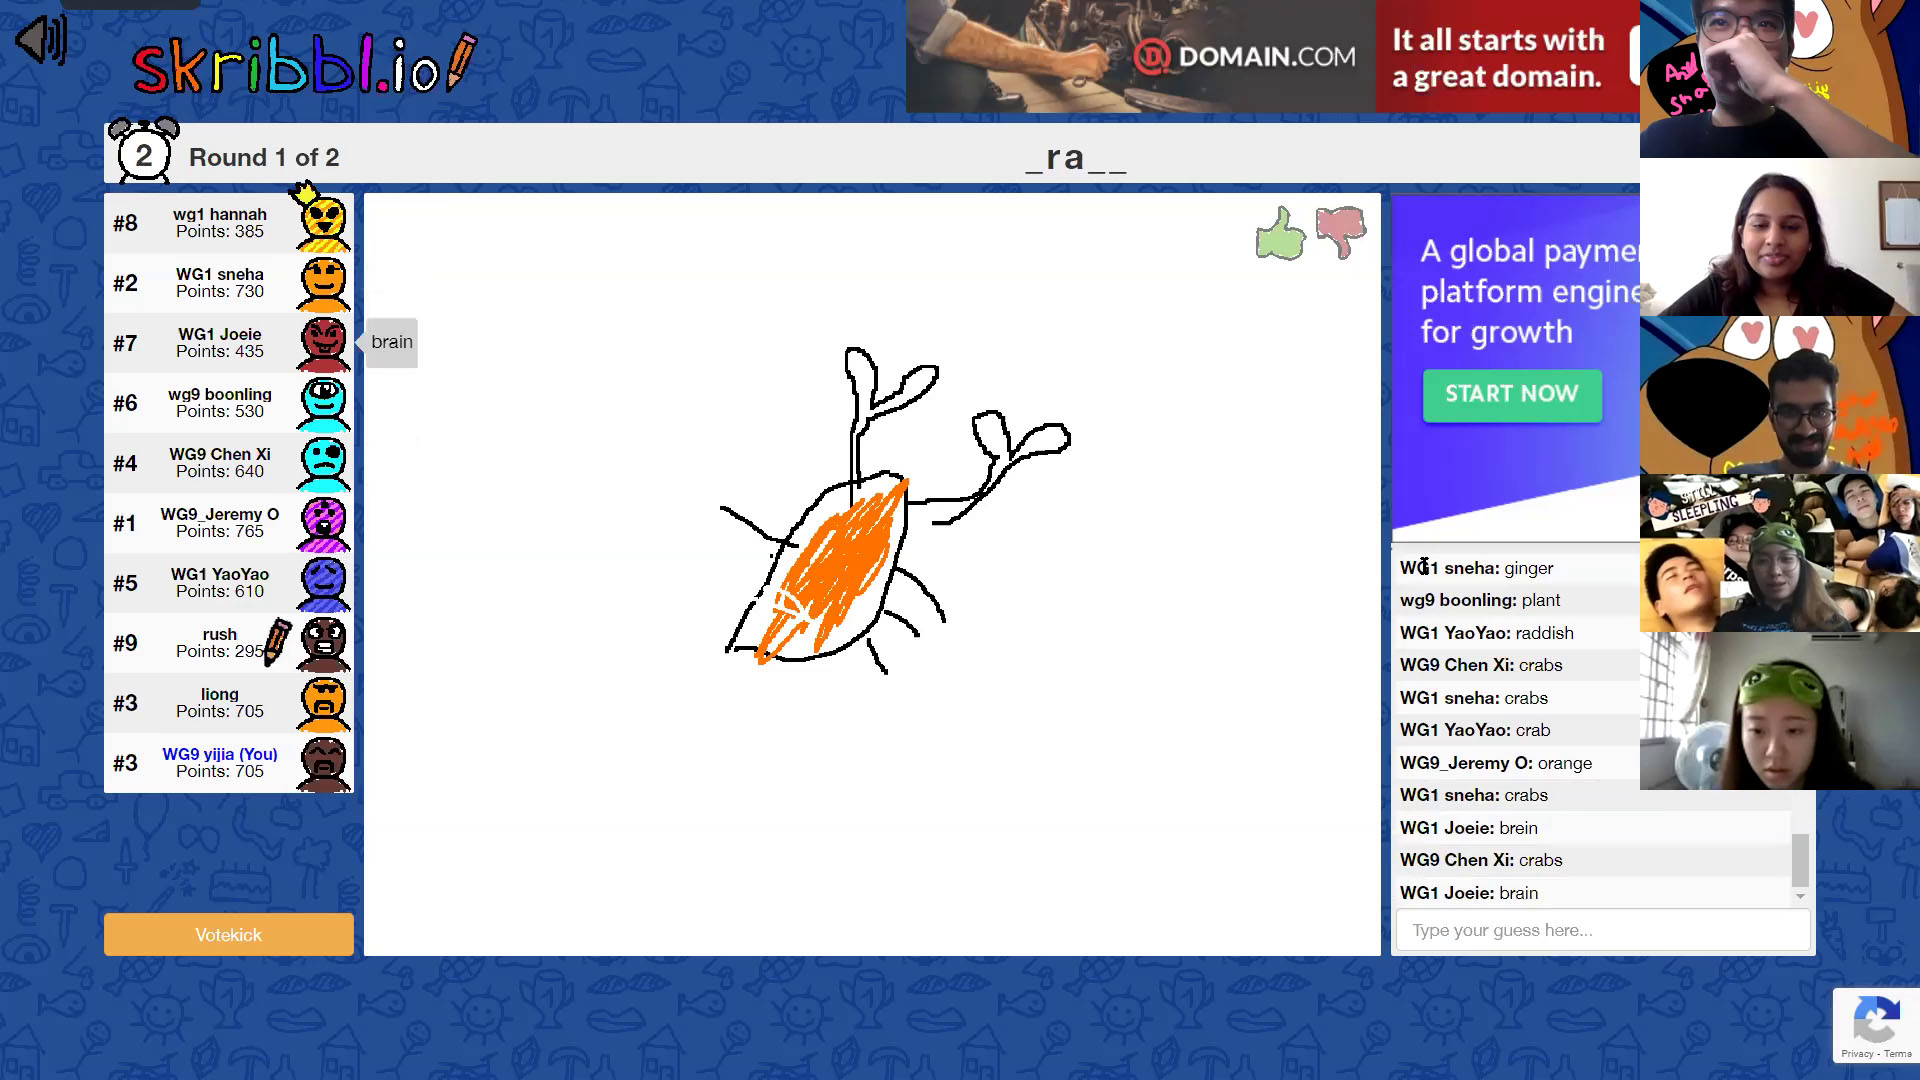 skribbl.io
DOMAIN.COM
It all starts with
a great domain.
2
Round 1 of 2
_ra__
#8
wg1 hannah
Points: 385
#2
WG1 sneha
Points: 730
#7
WG1 Joeie
Points: 435
brain
#6
wg9 boonling
Points: 530
#4
WG9 Chen Xi
Points: 640
#1
WG9_Jeremy O
Points: 765
#5
WG1 YaoYao
Points: 610
#9
rush
Points: 295
#3
liong
Points: 705
#3
WG9 yijia (You)
Points: 705
Votekick
A global payme
platform engine
for growth
START NOW
WG1 sneha: ginger
wg9 boonling: plant
WG1 YaoYao: raddish
WG9 Chen Xi: crabs
WG1 sneha: crabs
WG1 YaoYao: crab
WG9_Jeremy O: orange
WG1 sneha: crabs
WG1 Joeie: brein
WG9 Chen Xi: crabs
WG1 Joeie: brain
Type your guess here...
STILL
SLEEPING
Privacy - Terms